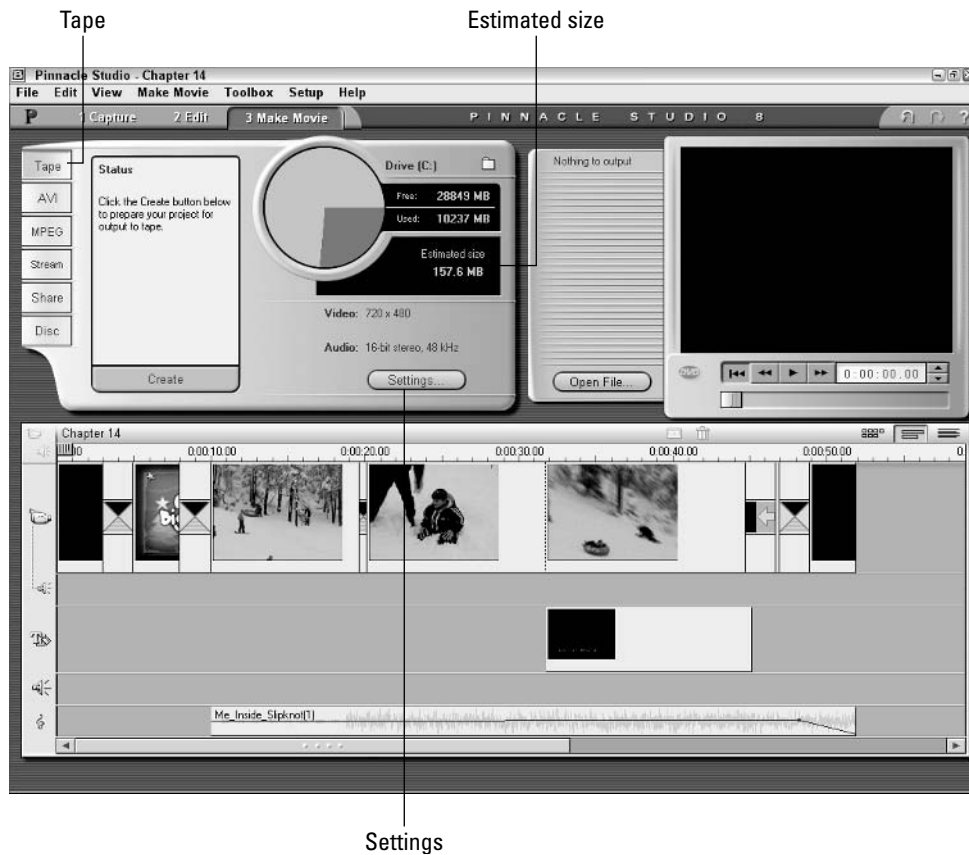 Tape
Estimated size
Pinnacle Studio - Chapter 14
File Edit View Make Movie Toolbox Setup Help
P 1 Capture 2 Edit 3 Make Movie PINNACLE STUDIO 8 ?
Tape
AVI
MPEG
Stream
Share
Disc
Status
Click the Create button below
to prepare your project for
output to tape.
Create
Drive (C:)
Free: 28849 MB
Used: 10237 MB
Estimated size
157.6 MB
Video: 720 x 480
Audio: 16-bit stereo, 48 kHz
Settings...
Nothing to output
Open File...
DVD
0:00:00.00
Chapter 14
0:00:10.00 0:00:20.00 0:00:30.00 0:00:40.00 0:00:50.00
Me_Inside_Slipknot(1)
Settings